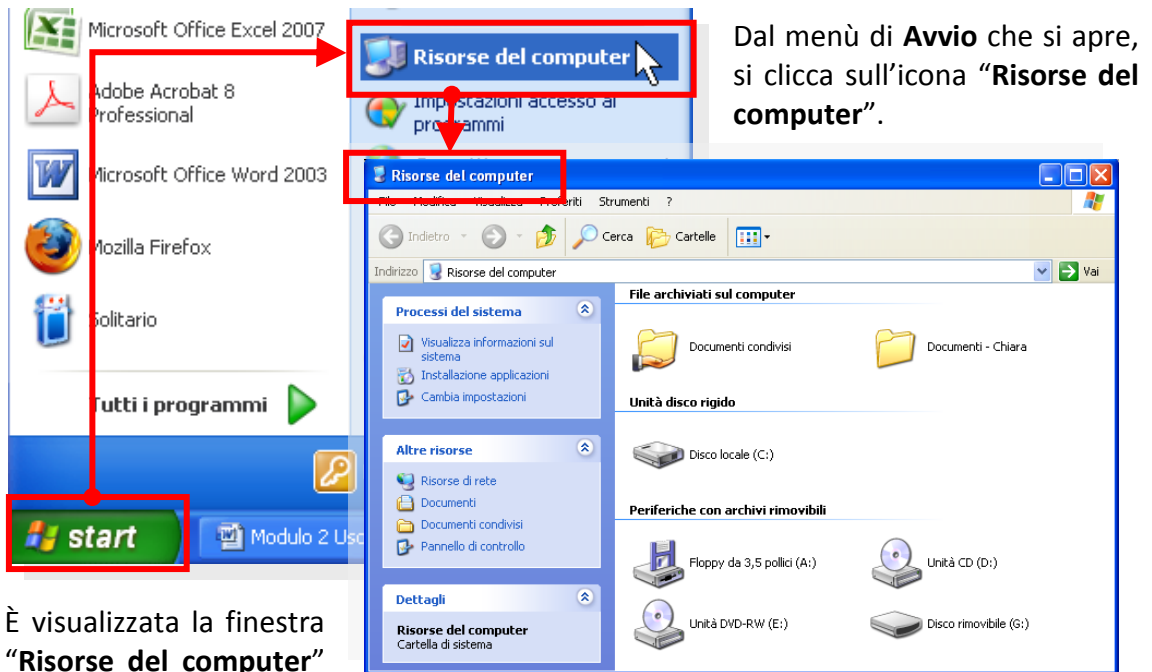 Microsoft Office Excel 2007
Adobe Acrobat 8
Professional
Microsoft Office Word 2003
Mozilla Firefox
Solitario
Tutti i programmi
start
Modulo 2 Uso
Risorse del computer
Impostazioni accesso ai
programmi
Dal menù di Avvio che si apre,
si clicca sull’icona “Risorse del
computer”.
Risorse del computer
File Modifica Visualizza Preferiti Strumenti ?
Indietro Cerca Cartelle
Indirizzo Risorse del computer Vai
Processi del sistema
Visualizza informazioni sul
sistema
Installazione applicazioni
Cambia impostazioni
Altre risorse
Risorse di rete
Documenti
Documenti condivisi
Pannello di controllo
Dettagli
Risorse del computer
Cartella di sistema
File archiviati sul computer
Documenti condivisi Documenti - Chiara
Unità disco rigido
Disco locale (C:)
Periferiche con archivi rimovibili
Floppy da 3,5 pollici (A:) Unità CD (D:)
Unità DVD-RW (E:) Disco rimovibile (G:)
È visualizzata la finestra
“Risorse del computer”